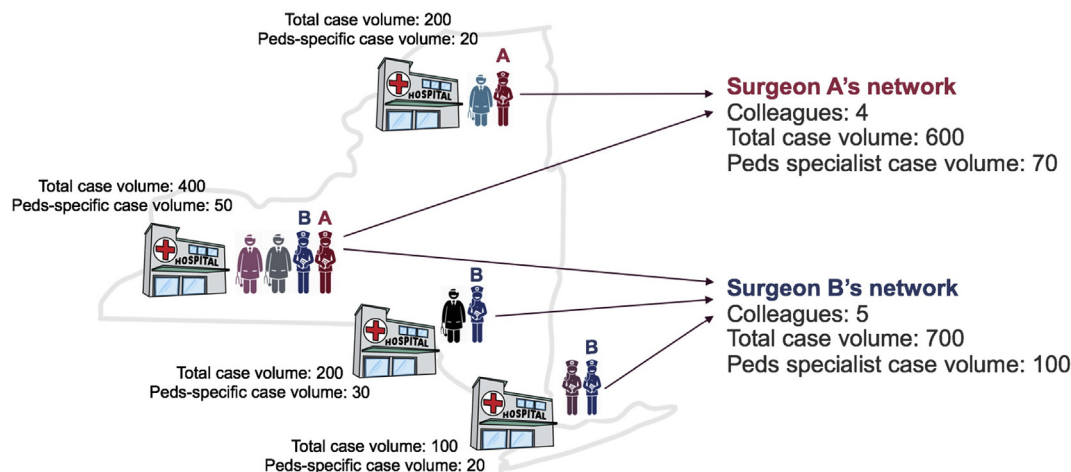 Total case volume: 200
Peds-specific case volume: 20
A
HOSPITAL
Surgeon A's network
Colleagues: 4
Total case volume: 600
Peds specialist case volume: 70
Total case volume: 400
Peds-specific case volume: 50
B A
HOSPITAL
B
HOSPITAL
Surgeon B's network
Colleagues: 5
Total case volume: 700
Peds specialist case volume: 100
Total case volume: 200
Peds-specific case volume: 30
B
HOSPITAL
Total case volume: 100
Peds-specific case volume: 20